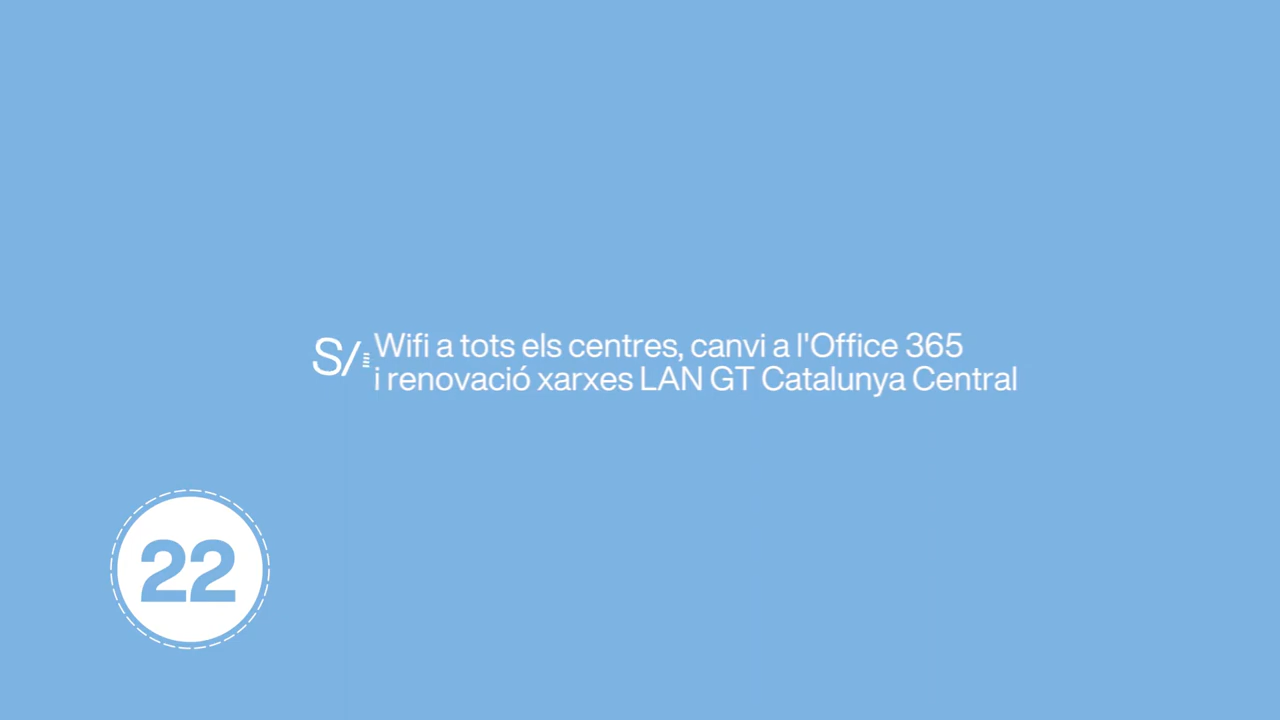 S/
Wifi a tots els centres, canvi a l'Office 365
i renovació xarxes LAN GT Catalunya Central
22